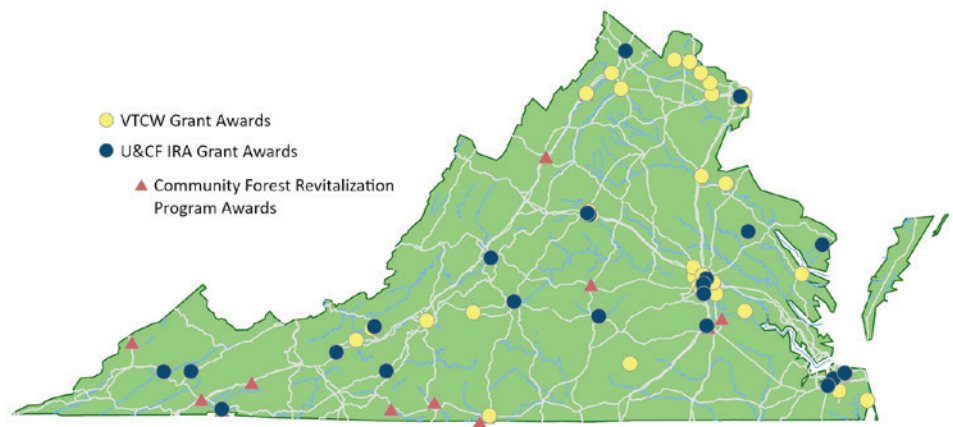 VTCW Grant Awards
U&CF IRA Grant Awards
Community Forest Revitalization
Program Awards